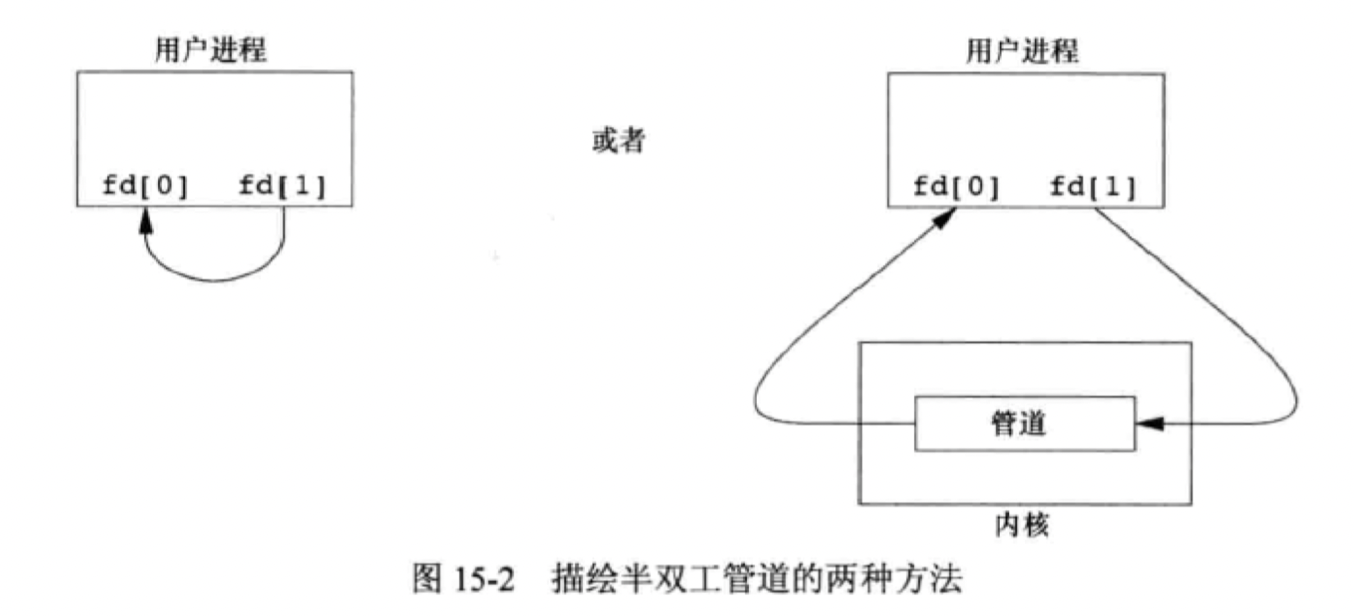 用户进程
用户进程
或者
fd[0] fd[1]
fd[0] fd[1]
管道
内核
图 15-2 描绘半双工管道的两种方法